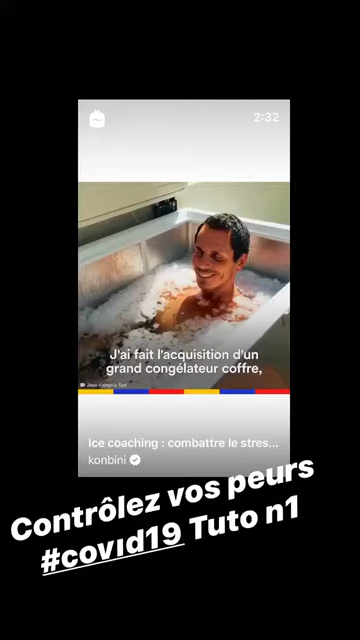 2:32
J'ai fait l'acquisition d'un
grand congélateur coffre,
Ice coaching : combattre le stres...
konbini
Contrôlez vos peurs
#covid19 Tuto n1